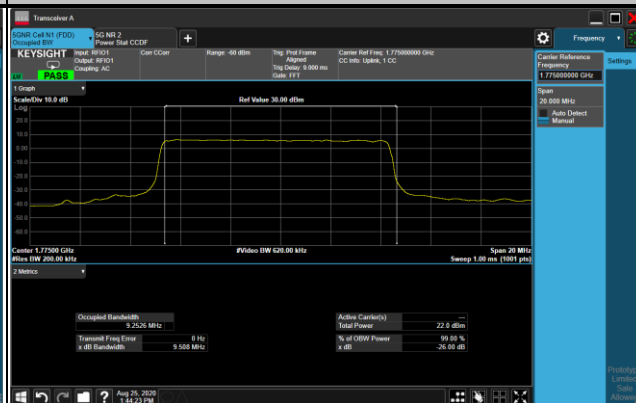 Transceiver A
5GNR Cell N1 (FDD)
Occupied BW
5G NR 2
Power Stat CCDF
Frequency
KEYSIGHT
PASS
Input: RFIO1
Output: RFIO1
Coupling: AC
Corr CCorr
Range: -60 dBm
Trig: Prot Frame
Aligned
Trig Delay: 9.000 ms
Gate: FFT
Carrier Ref Freq: 1.775000000 GHz
CC Info: Uplink, 1 CC
Carrier Reference
Frequency
1.775000000 GHz
Settings
Span
20.000 MHz
Auto Detect
Manual
1 Graph
Scale/Div 10.0 dB
Ref Value 30.00 dBm
Log
20.0
10.0
0.00
-10.0
-20.0
-30.0
-40.0
-50.0
-60.0
Center 1.77500 GHz
#Res BW 200.00 kHz
#Video BW 620.00 kHz
Span 20 MHz
Sweep 1.00 ms (1001 pts)
2 Metrics
Occupied Bandwidth
9.2526 MHz
Transmit Freq Error 0 Hz
x dB Bandwidth 9.508 MHz
Active Carrier(s) ---
Total Power 22.0 dBm
% of OBW Power 99.00 %
x dB -26.00 dB
Aug 25, 2020
1:44:23 PM
Limited
Sale
Allowed